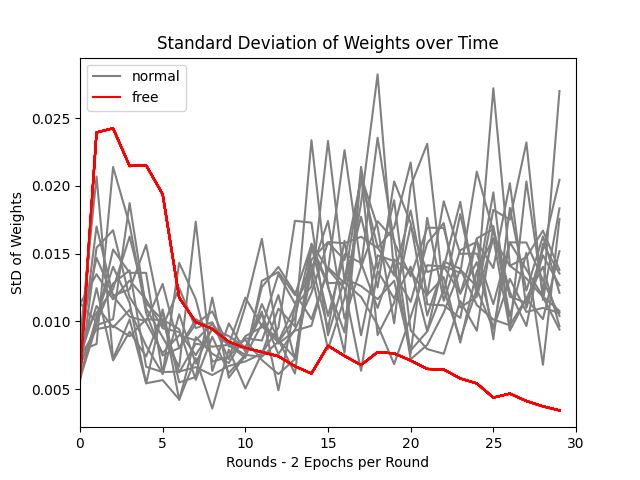 Standard Deviation of Weights over Time
normal
free
StD of Weights
0.025
0.020
0.015
0.010
0.005
0 5 10 15 20 25 30
Rounds - 2 Epochs per Round